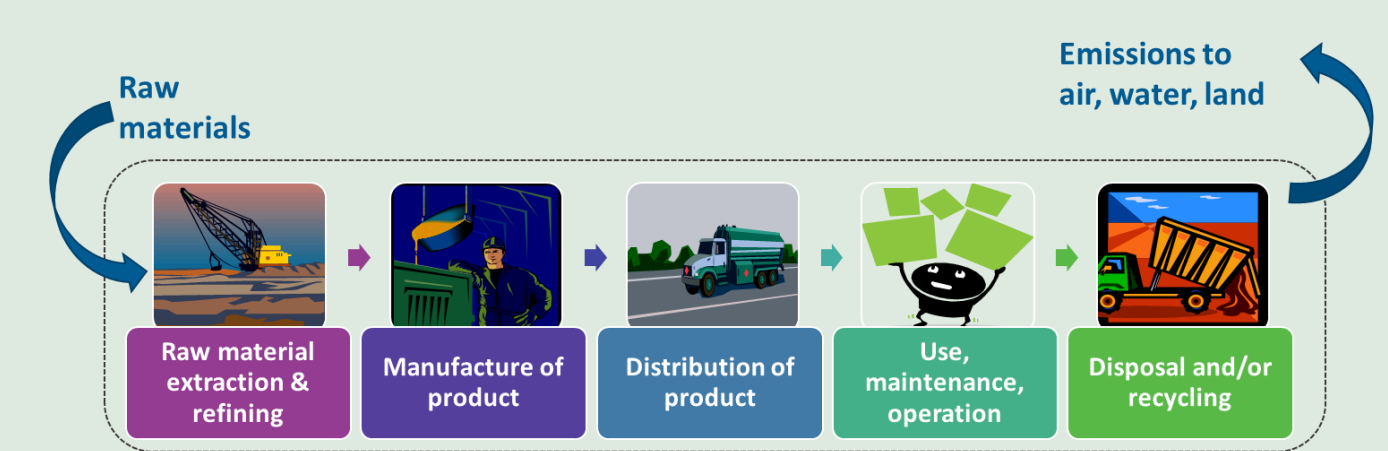 Raw
materials
Emissions to
air, water, land
Raw material
extraction &
refining
Manufacture of
product
Distribution of
product
Use,
maintenance,
operation
Disposal and/or
recycling